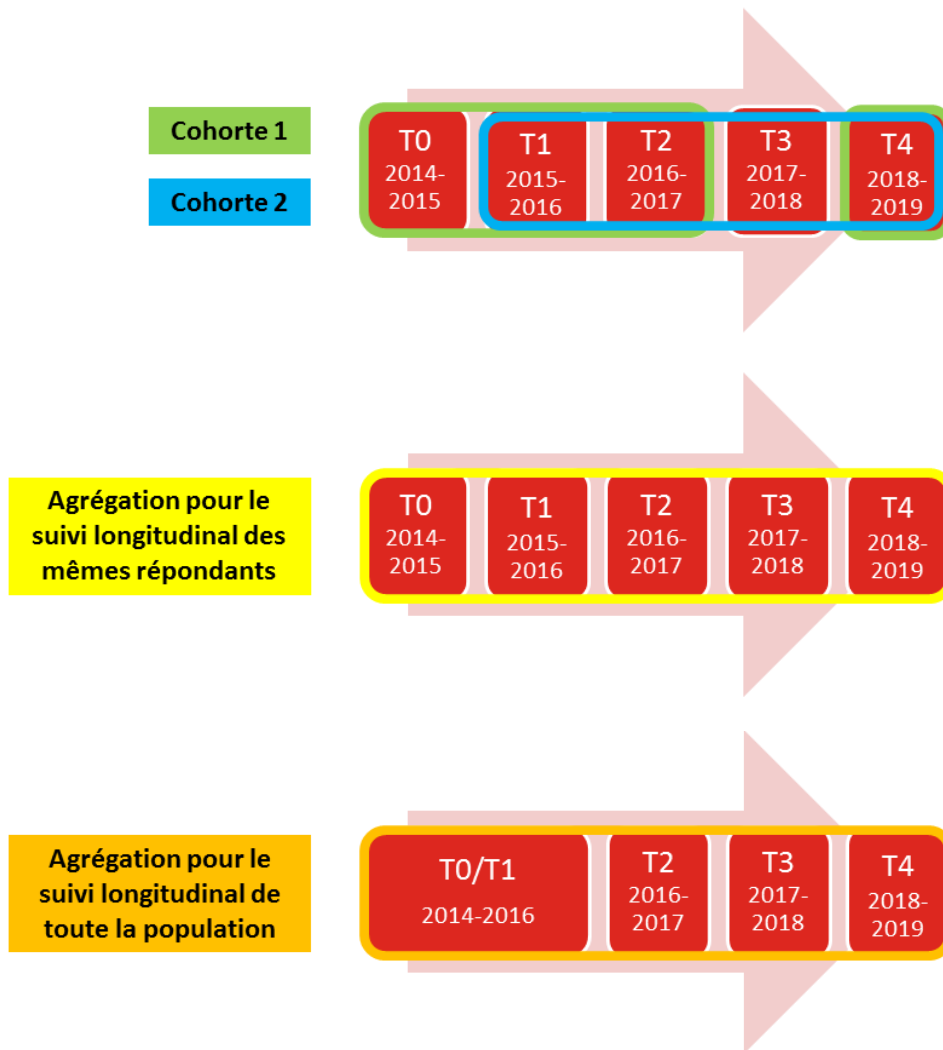 Cohorte 1
Cohorte 2
T0
2014-
2015
T1
2015-
2016
T2
2016-
2017
T3
2017-
2018
T4
2018-
2019
Agrégation pour le
suivi longitudinal des
mêmes répondants
T0
2014-
2015
T1
2015-
2016
T2
2016-
2017
T3
2017-
2018
T4
2018-
2019
Agrégation pour le
suivi longitudinal de
toute la population
T0/T1
2014-2016
T2
2016-
2017
T3
2017-
2018
T4
2018-
2019